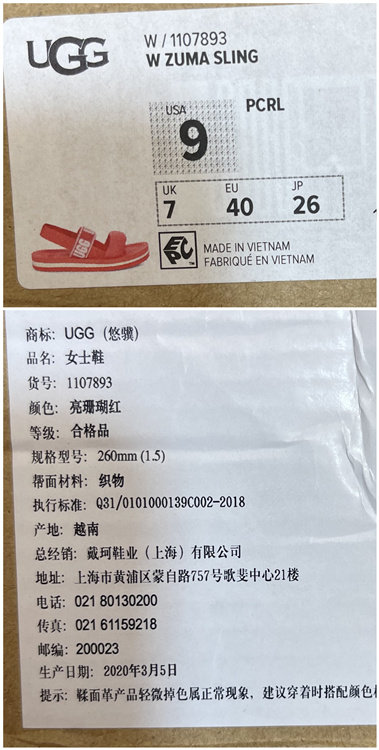 UGG
W / 1107893
W ZUMA SLING
USA
9
PCRL
UK
7
EU
40
JP
26
UGG
EPC
TM
MADE IN VIETNAM
FABRIQUÉ EN VIETNAM
商标: UGG (悠骥)
品名: 女士鞋
货号: 1107893
颜色: 亮珊瑚红
等级: 合格品
规格型号: 260mm (1.5)
帮面材料: 织物
执行标准: Q31/0101000139C002-2018
产地: 越南
总经销: 戴珂鞋业 (上海) 有限公司
地址: 上海市黄浦区蒙自路757号歌斐中心21楼
电话: 021 80130200
传真: 021 61159218
邮编: 200023
生产日期: 2020年3月5日
提示: 鞣面革产品轻微掉色属正常现象, 建议穿着时搭配颜色